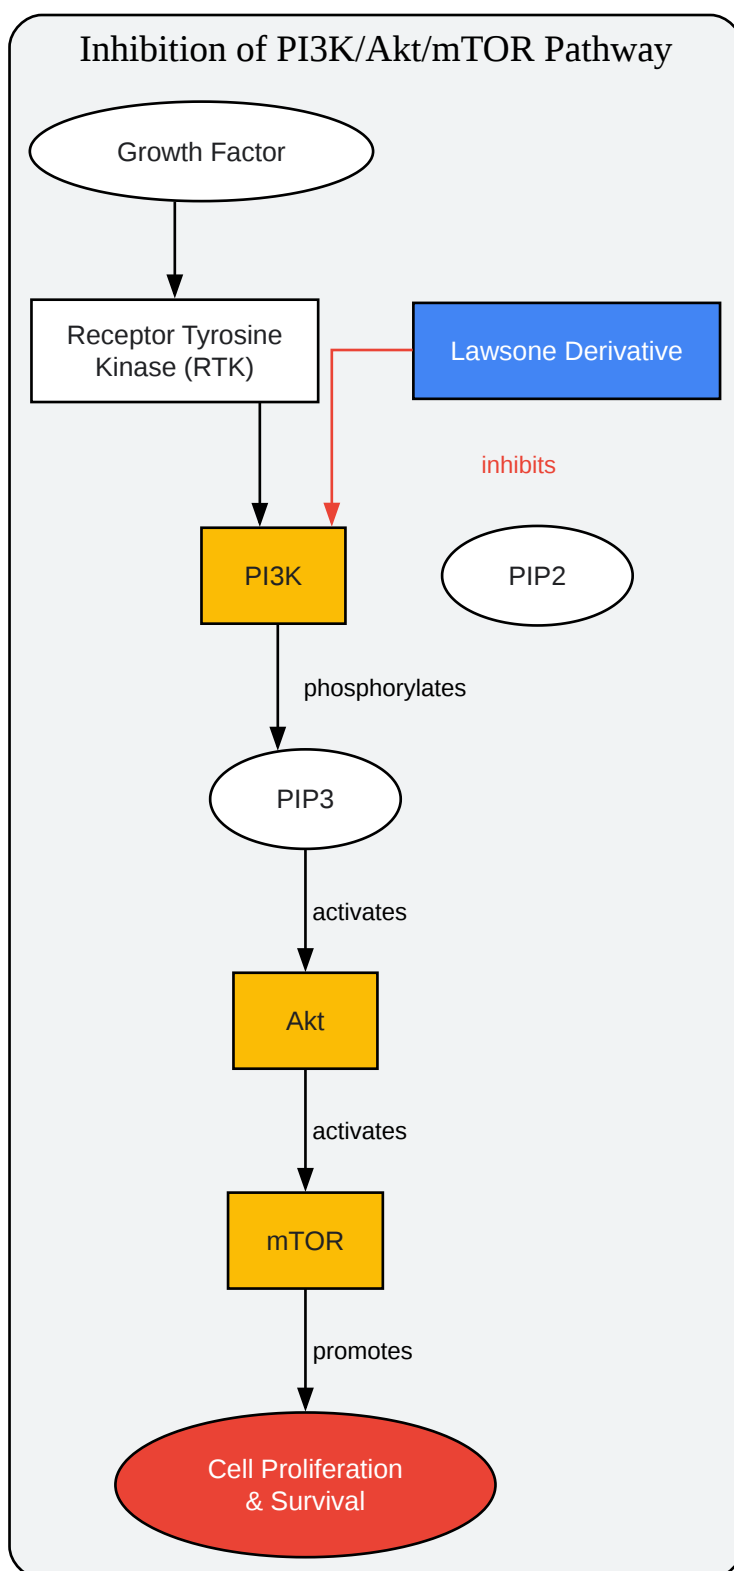 Inhibition of PI3K/Akt/mTOR Pathway
Growth Factor
Receptor Tyrosine
Kinase (RTK)
Lawsone Derivative
inhibits
PI3K
PIP2
phosphorylates
PIP3
activates
Akt
activates
mTOR
promotes
Cell Proliferation
& Survival